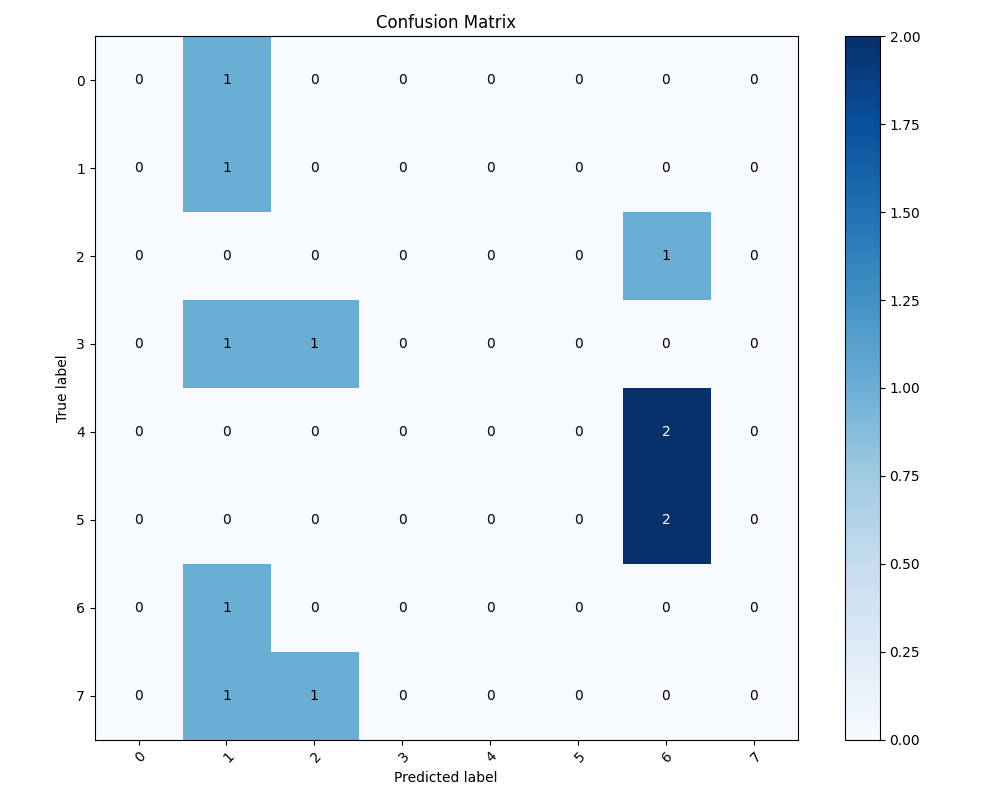 Confusion Matrix
0 0 1 0 0 0 0 0 0
1 0 1 0 0 0 0 0 0
2 0 0 0 0 0 0 1 0
3 0 1 1 0 0 0 0 0
4 0 0 0 0 0 0 2 0
5 0 0 0 0 0 0 2 0
6 0 1 0 0 0 0 0 0
7 0 1 1 0 0 0 0 0
0 1 2 3 4 5 6 7
Predicted label
True label
2.00
1.75
1.50
1.25
1.00
0.75
0.50
0.25
0.00